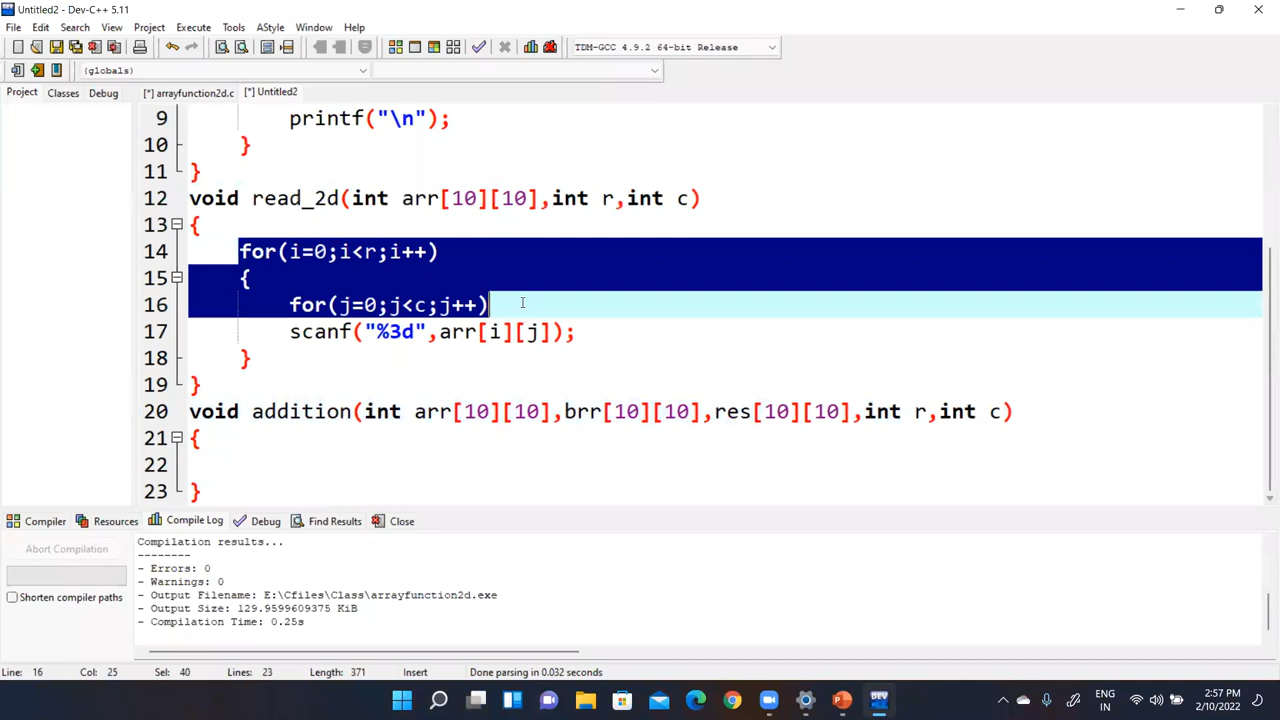 Untitled2 - Dev-C++ 5.11
File Edit Search View Project Execute Tools AStyle Window Help
TDM-GCC 4.9.2 64-bit Release
(globals)
Project Classes Debug [*] arrayfunction2d.c [*] Untitled2
9 printf("\n");
10 }
11 }
12 void read_2d(int arr[10][10],int r,int c)
13 {
14 for(i=0;i<r;i++)
15 {
16 for(j=0;j<c;j++)
17 scanf("%3d",arr[i][j]);
18 }
19 }
20 void addition(int arr[10][10],brr[10][10],res[10][10],int r,int c)
21 {
22
23 }
Compiler Resources Compile Log Debug Find Results Close
Abort Compilation
Shorten compiler paths
Compilation results...
--------
- Errors: 0
- Warnings: 0
- Output Filename: E:\Cfiles\Class\arrayfunction2d.exe
- Output Size: 129.9599609375 KiB
- Compilation Time: 0.25s
Line: 16 Col: 25 Sel: 40 Lines: 23 Length: 371 Insert Done parsing in 0.032 seconds
DEV
ENG
IN
2:57 PM
2/10/2022